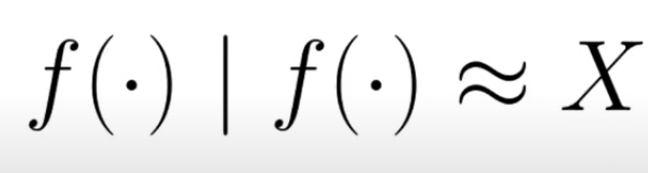 f(·) | f(·) ≈ X